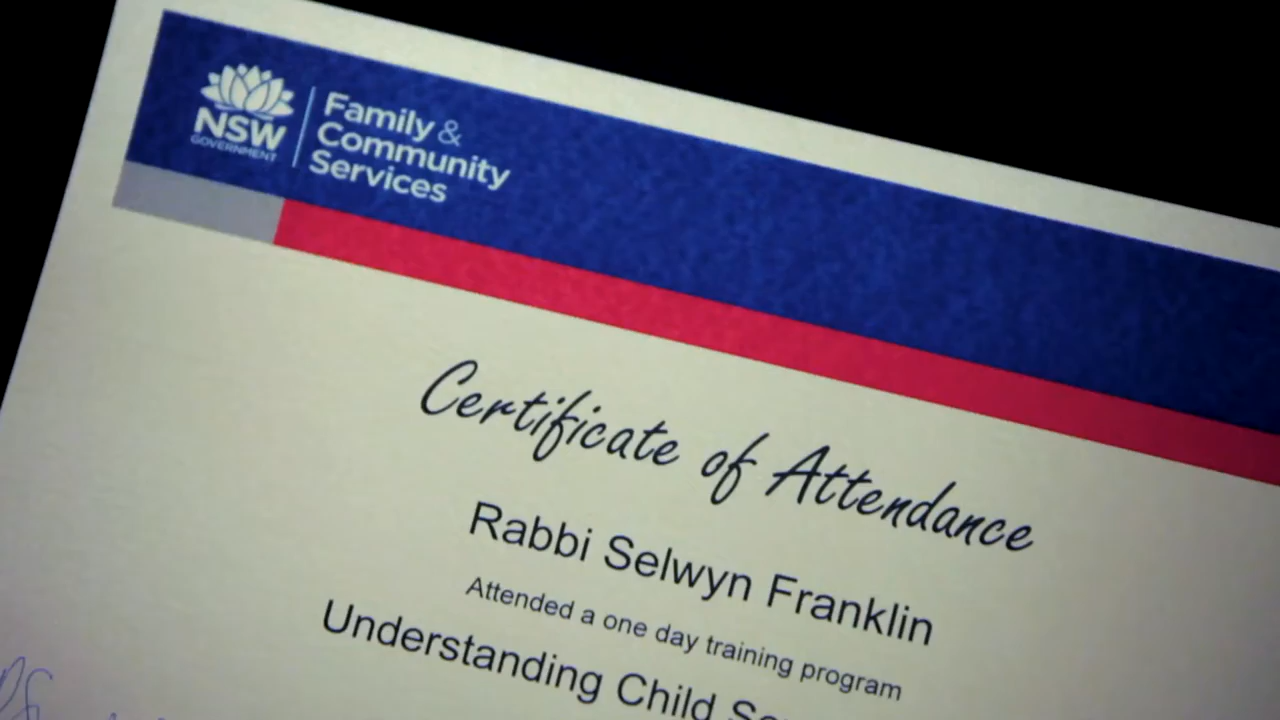 NSW
GOVERNMENT
Family &
Community
Services
Certificate of Attendance
Rabbi Selwyn Franklin
Attended a one day training program
Understanding Child